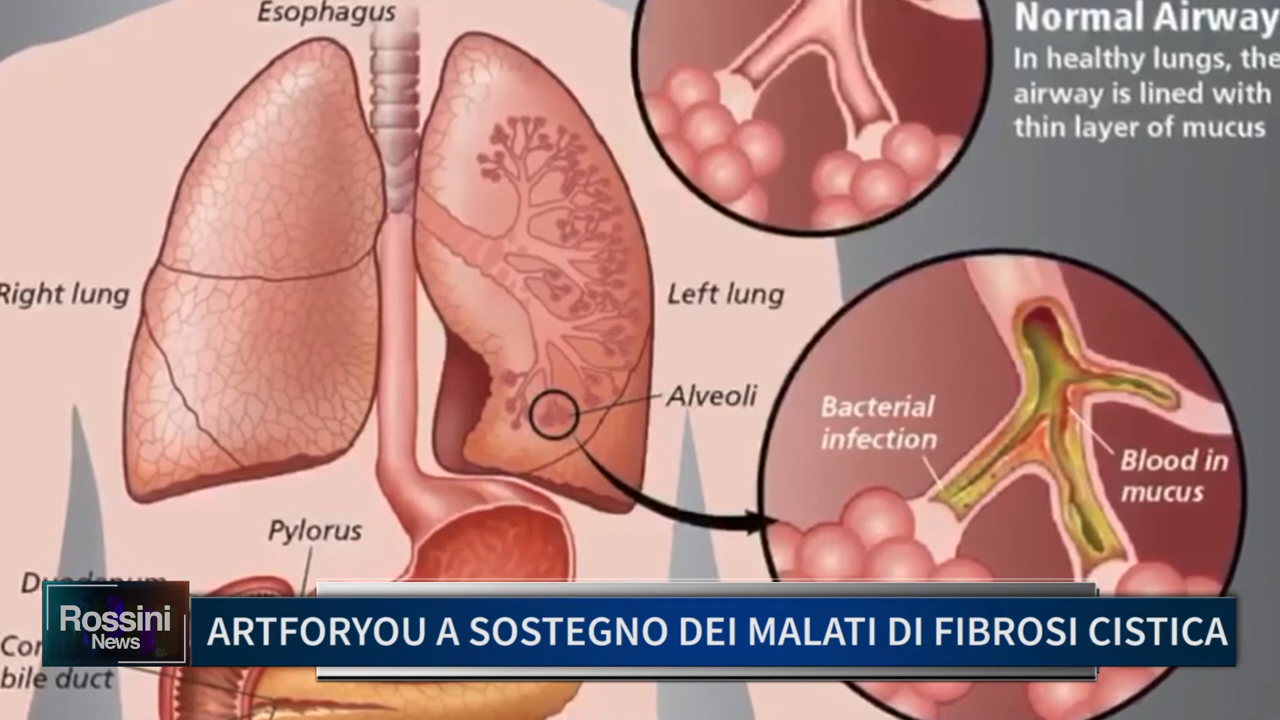 Esophagus
Normal Airway
In healthy lungs, the
airway is lined with
thin layer of mucus
Right lung
Left lung
Alveoli
Bacterial
infection
Blood in
mucus
Pylorus
Duodenum
Rossini
News
ARTFORYOU A SOSTEGNO DEI MALATI DI FIBROSI CISTICA
bile duct